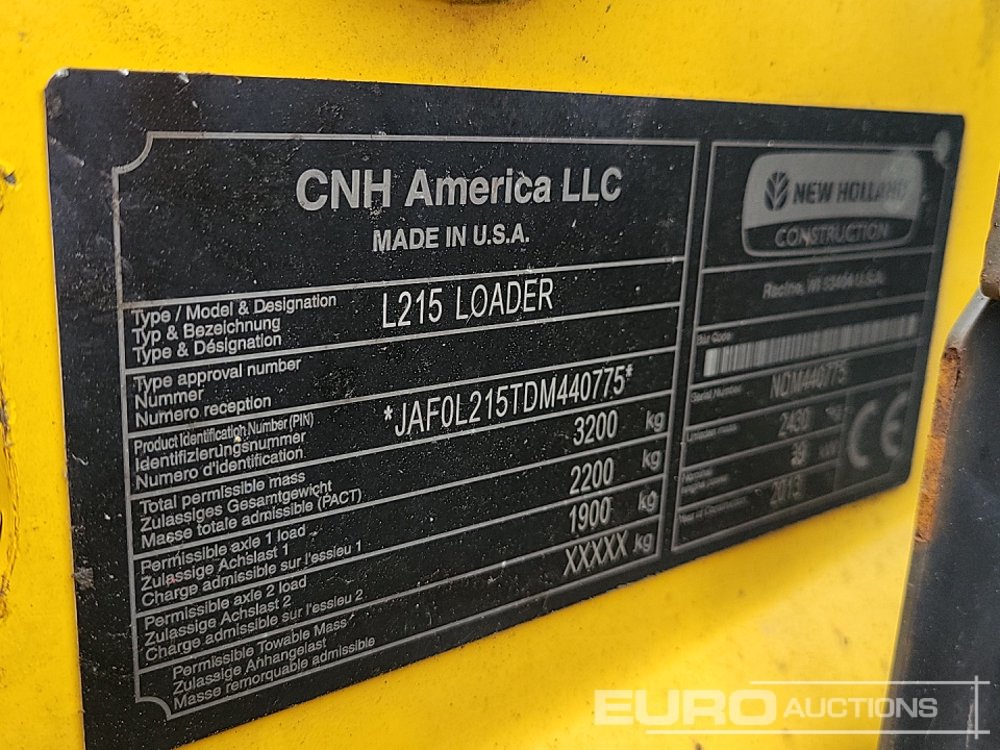 CNH America LLC
MADE IN U.S.A.
Type / Model & Designation
Typ & Bezeichnung
Type & Désignation
L215 LOADER
Type approval number
Nummer
Numero reception
Product Identification Number (PIN)
Identifizierungsnummer
Numero d'identification
*JAF0L215TDM440775*
Total permissible mass
Zulassiges Gesamtgewicht
Masse totale admissible (PACT)
3200 kg
Permissible axle 1 load
Zulassige Achslast 1
Charge admissible sur l'essieu 1
2200 kg
Permissible axle 2 load
Zulassige Achslast 2
Charge admissible sur l'essieu 2
1900 kg
Permissible Towable Mass
Zulassige Anhangelast
Masse remorquable admissible
XXXXX kg
NEW HOLLAND
CONSTRUCTION
Racine, WI 53404 U.S.A.
Serial Number
NDM440775
2430
2013
CE
EURO AUCTIONS